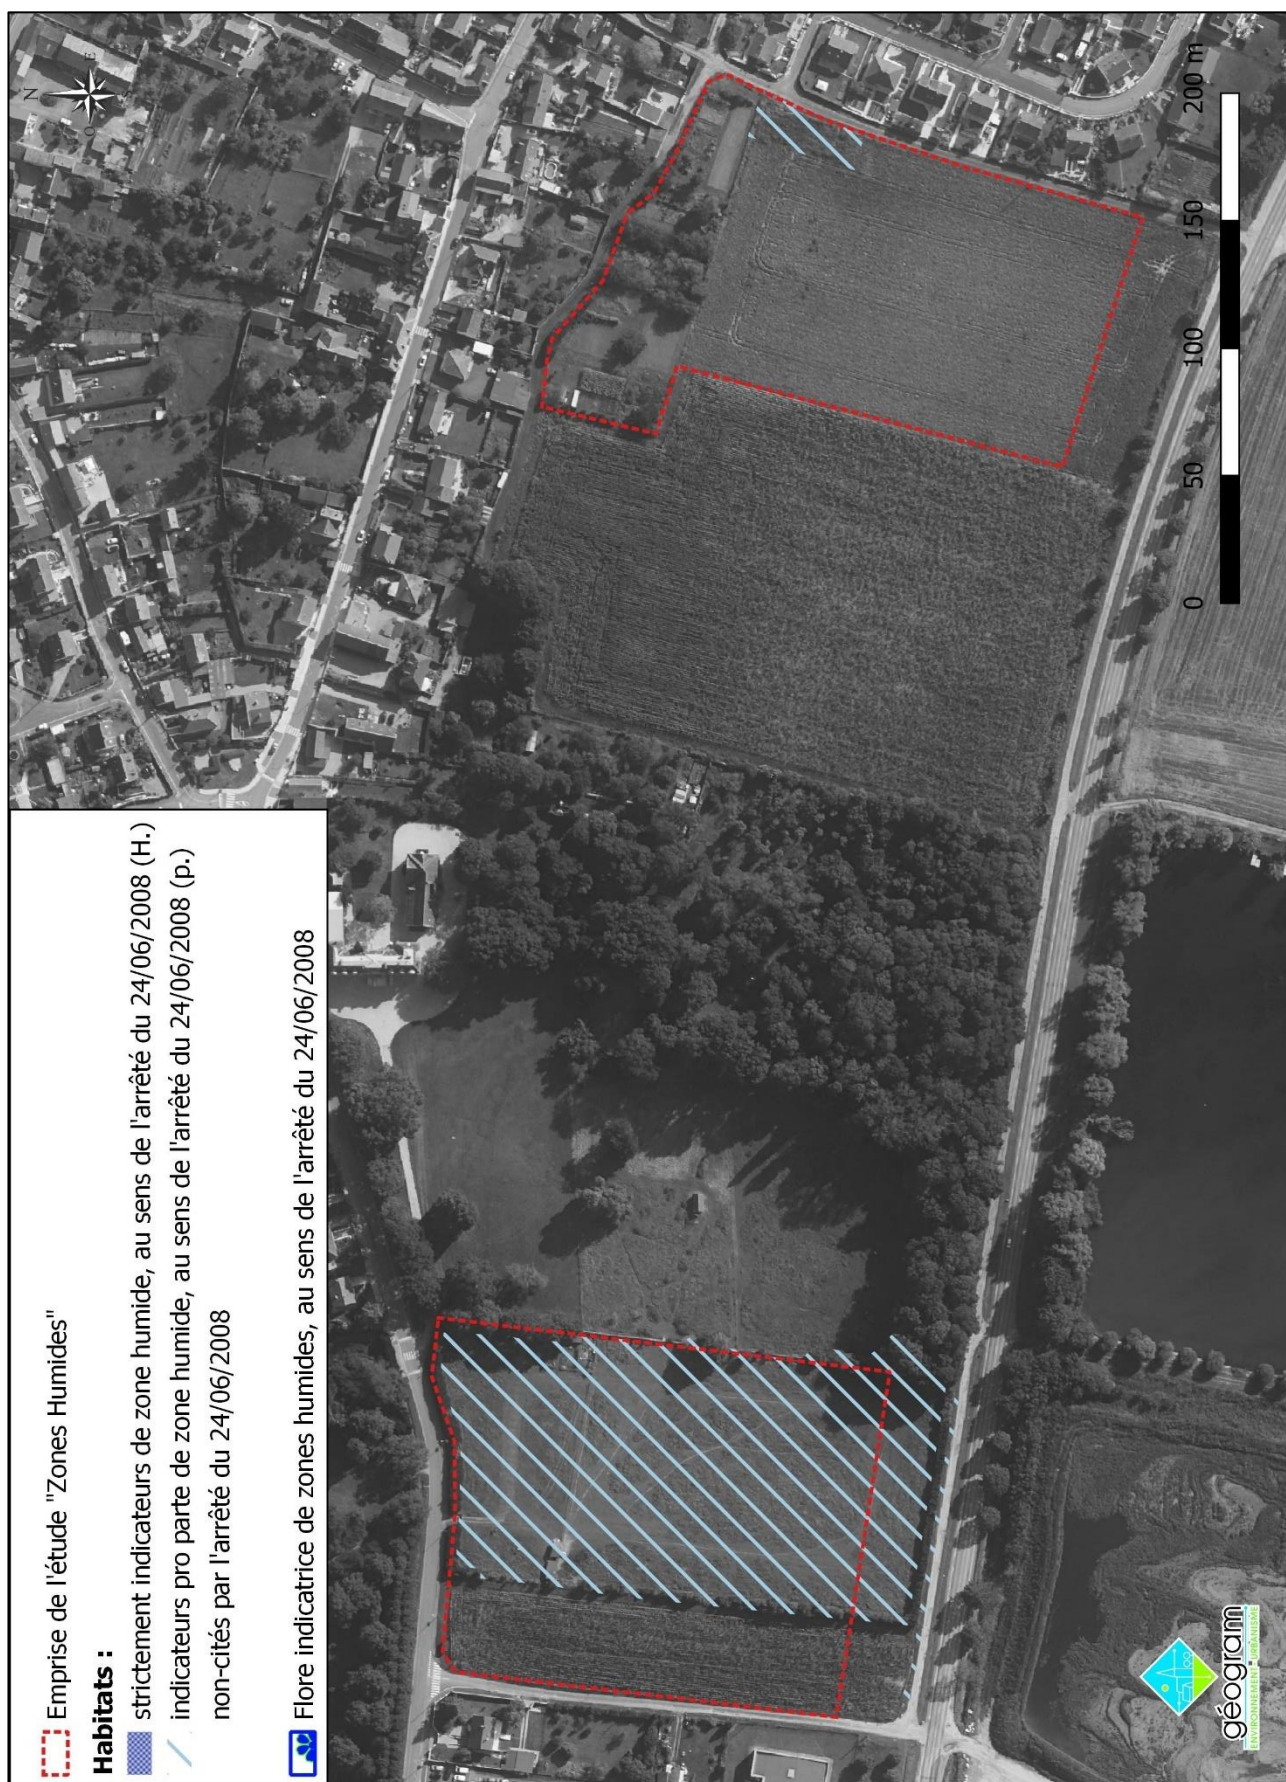 Emprise de l'étude "Zones Humides"
Habitats :
strictement indicateurs de zone humide, au sens de l'arrêté du 24/06/2008 (H.)
indicateurs pro parte de zone humide, au sens de l'arrêté du 24/06/2008 (p.)
non-cités par l'arrêté du 24/06/2008
Flore indicatrice de zones humides, au sens de l'arrêté du 24/06/2008
N
E
S
O
0 50 100 150 200 m
géogram
ENVIRONNEMENT URBANISME